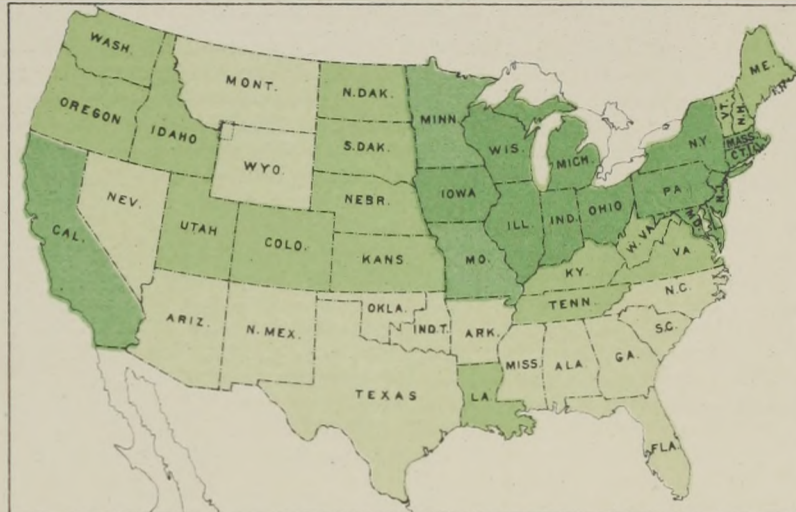 WASH.
OREGON
IDAHO
MONT.
WYO.
NEV.
UTAH
COLO.
CAL.
ARIZ.
N. MEX.
N. DAK.
S. DAK.
NEBR.
KANS
OKLA.
IND. T.
TEXAS
MINN.
IOWA
MO.
ARK.
LA.
WIS.
ILL.
MICH.
IND.
OHIO
KY.
TENN.
MISS.
ALA.
GA.
FLA.
S.C.
N.C.
VA
W. VA.
MD.
PA.
N.J.
N.Y.
CT.
MASS.
VT.
N.H.
ME.